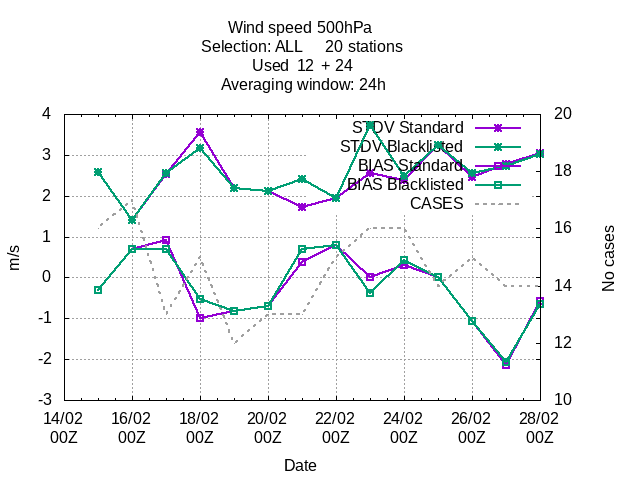 Wind speed 500hPa
Selection: ALL 20 stations
Used 12 + 24
Averaging window: 24h
STDV Standard
STDV Blacklisted
BIAS Standard
BIAS Blacklisted
CASES
4
3
2
1
0
-1
-2
-3
m/s
20
18
16
14
12
10
No cases
14/02 16/02 18/02 20/02 22/02 24/02 26/02 28/02
00Z 00Z 00Z 00Z 00Z 00Z 00Z 00Z
Date